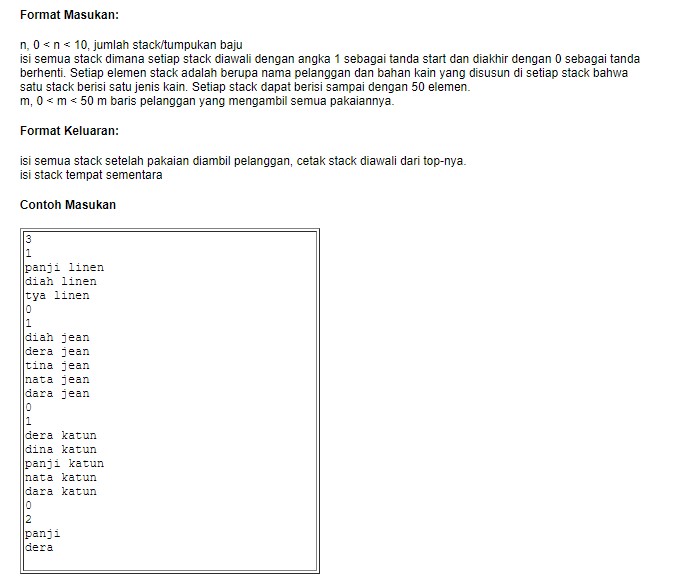 Format Masukan:
n, 0 < n < 10, jumlah stack/tumpukan baju
isi semua stack dimana setiap stack diawali dengan angka 1 sebagai tanda start dan diakhir dengan 0 sebagai tanda
berhenti. Setiap elemen stack adalah berupa nama pelanggan dan bahan kain yang disusun di setiap stack bahwa
satu stack berisi satu jenis kain. Setiap stack dapat berisi sampai dengan 50 elemen.
m, 0 < m < 50 m baris pelanggan yang mengambil semua pakaiannya.
Format Keluaran:
isi semua stack setelah pakaian diambil pelanggan, cetak stack diawali dari top-nya.
isi stack tempat sementara
Contoh Masukan
3
1
panji linen
diah linen
tya linen
0
1
diah jean
dera jean
tina jean
nata jean
dara jean
0
1
dera katun
dina katun
panji katun
nata katun
dara katun
0
2
panji
dera